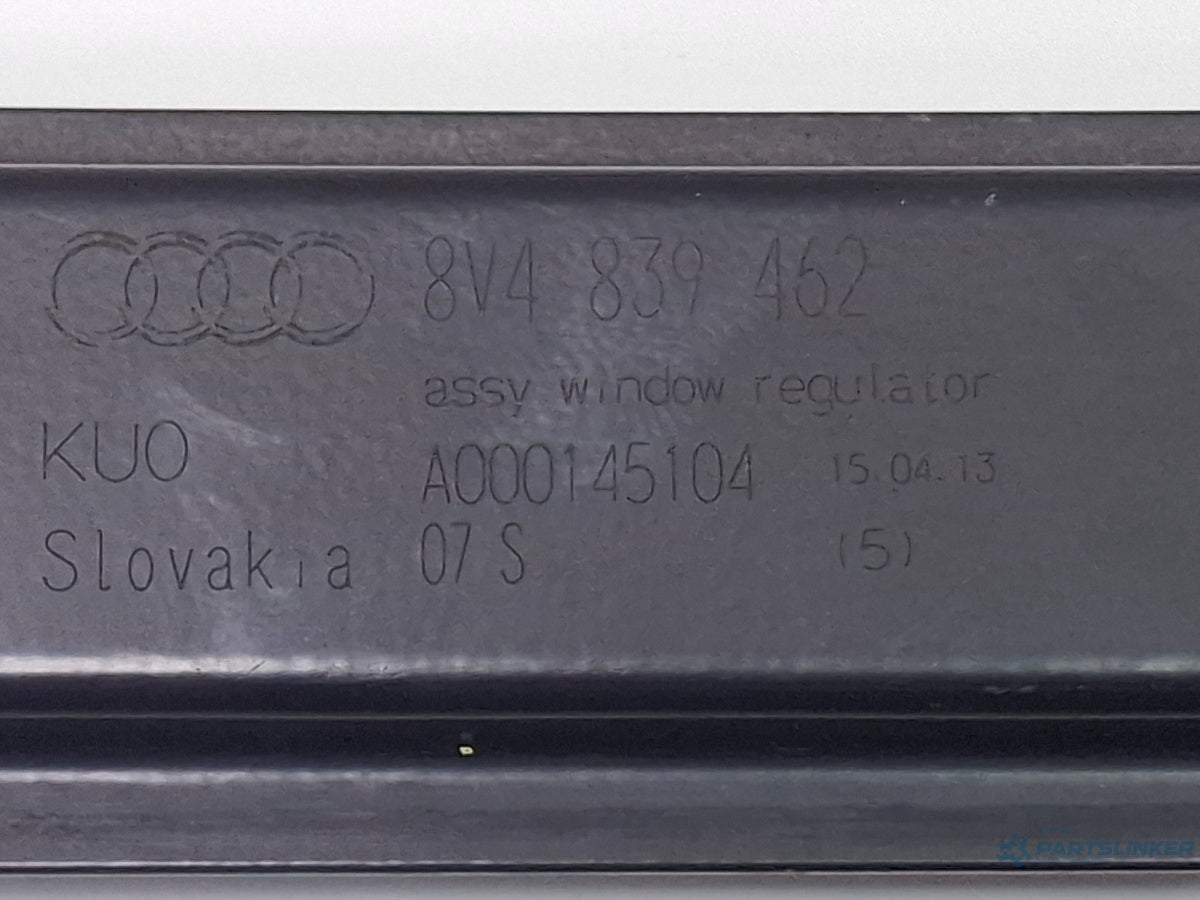 8V4 839 462
assy window regulator
KUO
A000145104 15.04.13
Slovakia 07 S (5)
PARTSLINKER